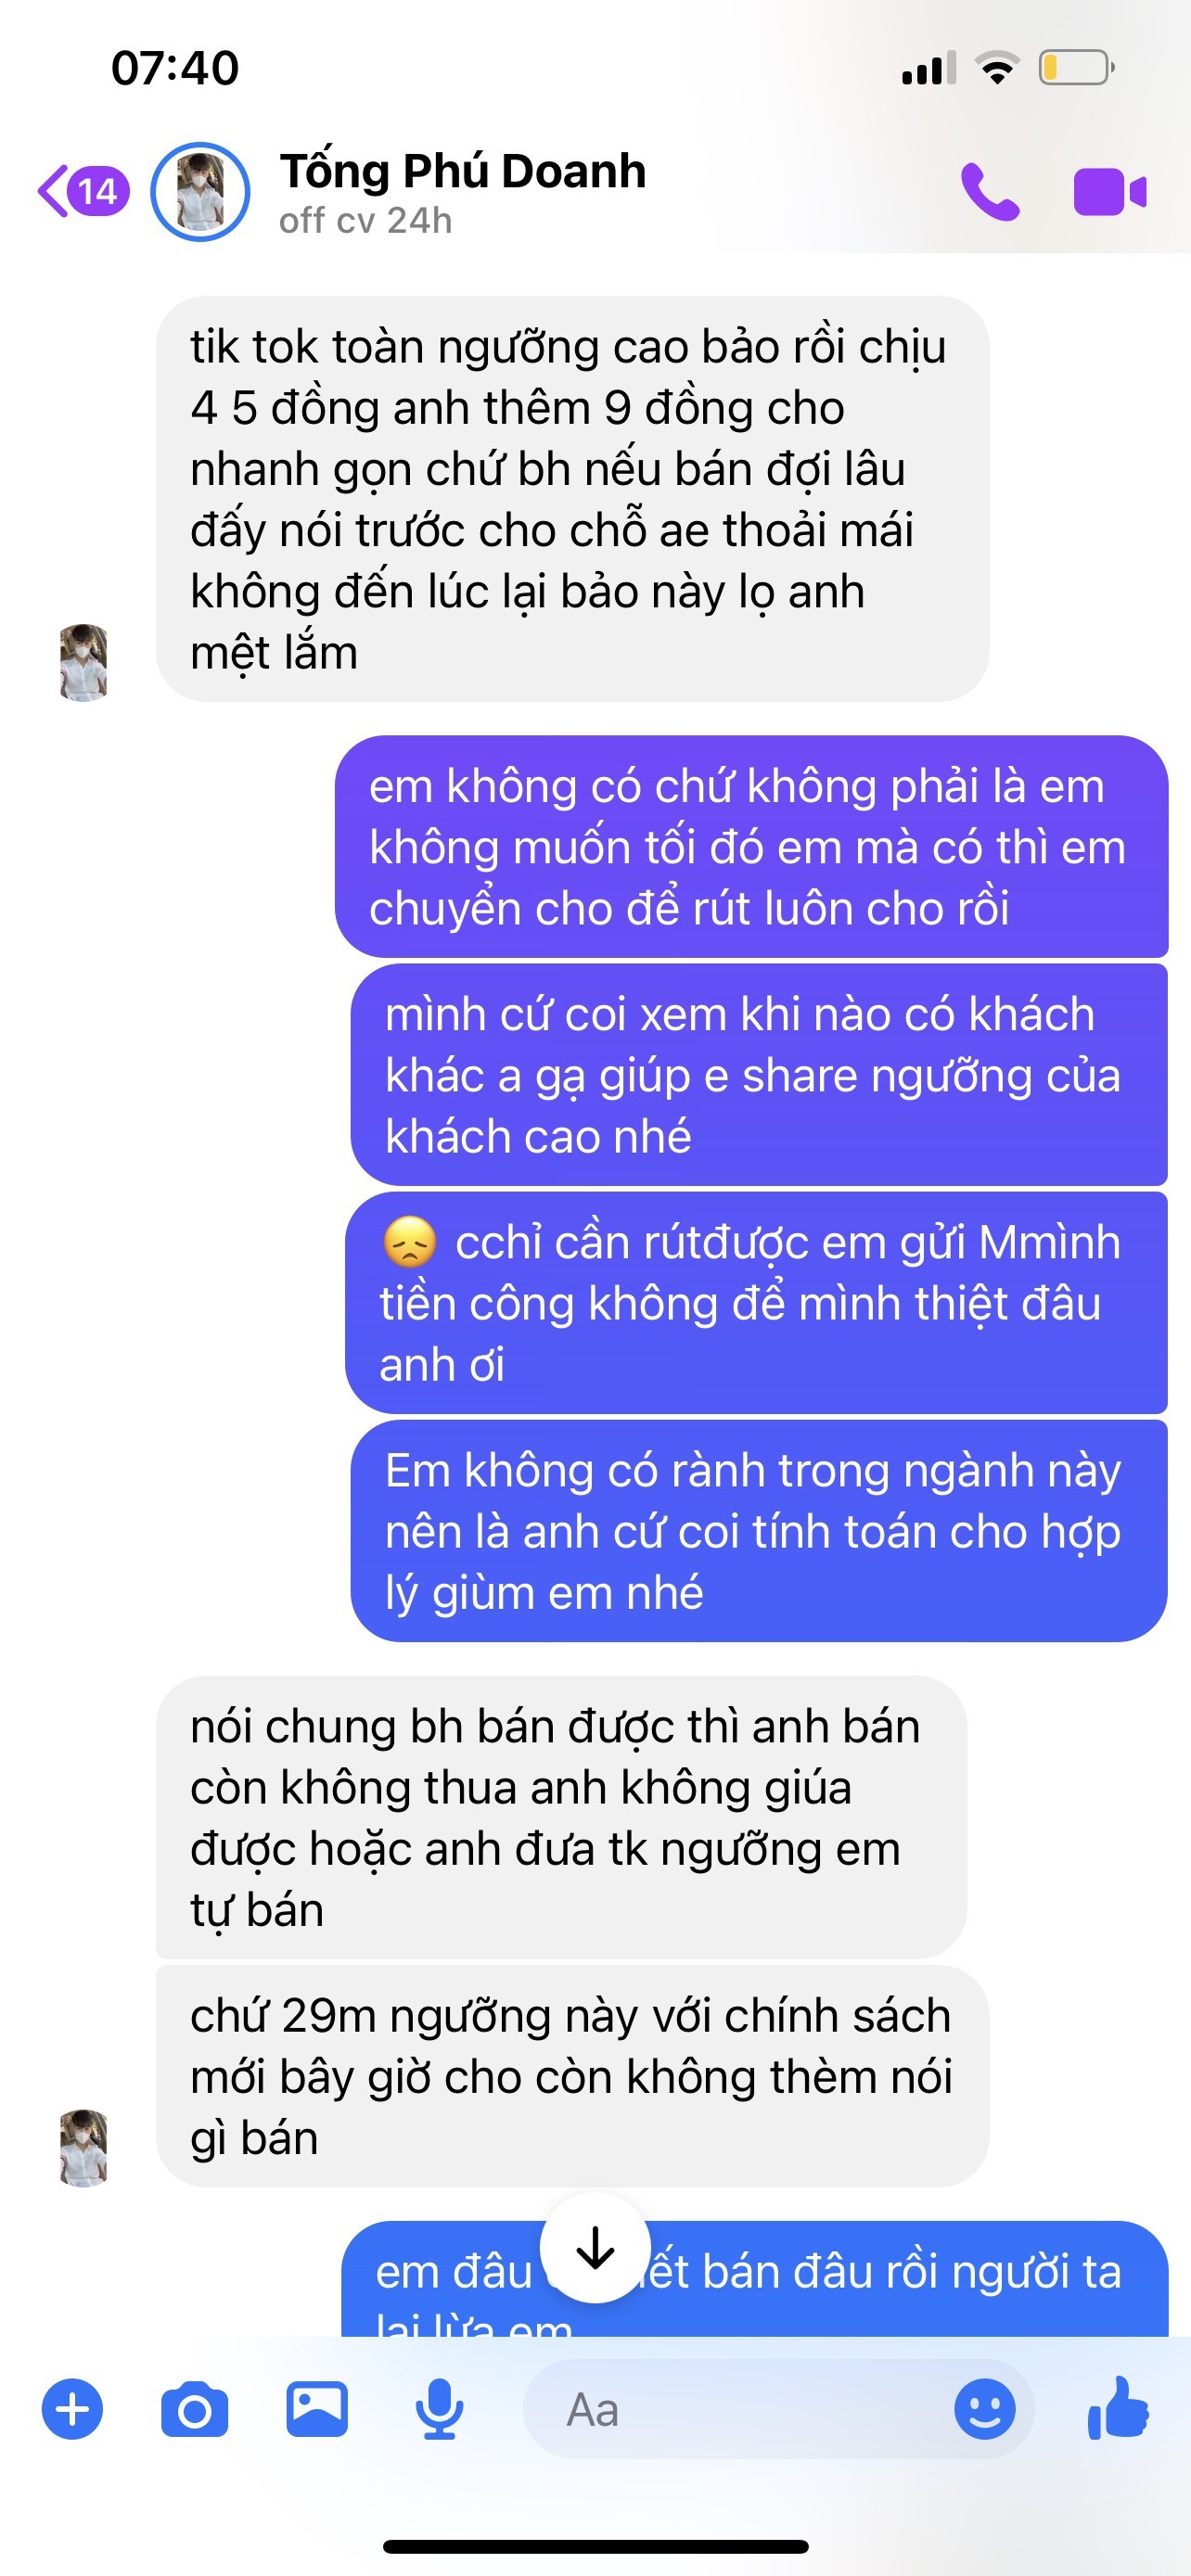 07:40
14
Tống Phú Doanh
off cv 24h
tik tok toàn ngưỡng cao bảo rồi chịu
4 5 đồng anh thêm 9 đồng cho
nhanh gọn chứ bh nếu bán đợi lâu
đấy nói trước cho chỗ ae thoải mái
không đến lúc lại bảo này lọ anh
mệt lắm
em không có chứ không phải là em
không muốn tối đó em mà có thì em
chuyển cho để rút luôn cho rồi
mình cứ coi xem khi nào có khách
khác a gạ giúp e share ngưỡng của
khách cao nhé
😞 cchỉ cần rútđược em gửi Mmình
tiền công không để mình thiệt đâu
anh ơi
Em không có rành trong ngành này
nên là anh cứ coi tính toán cho hợp
lý giùm em nhé
nói chung bh bán được thì anh bán
còn không thua anh không giúa
được hoặc anh đưa tk ngưỡng em
tự bán
chứ 29m ngưỡng này với chính sách
mới bây giờ cho còn không thèm nói
gì bán
em đâu bán đâu rồi người ta
lại lừa em
Aa